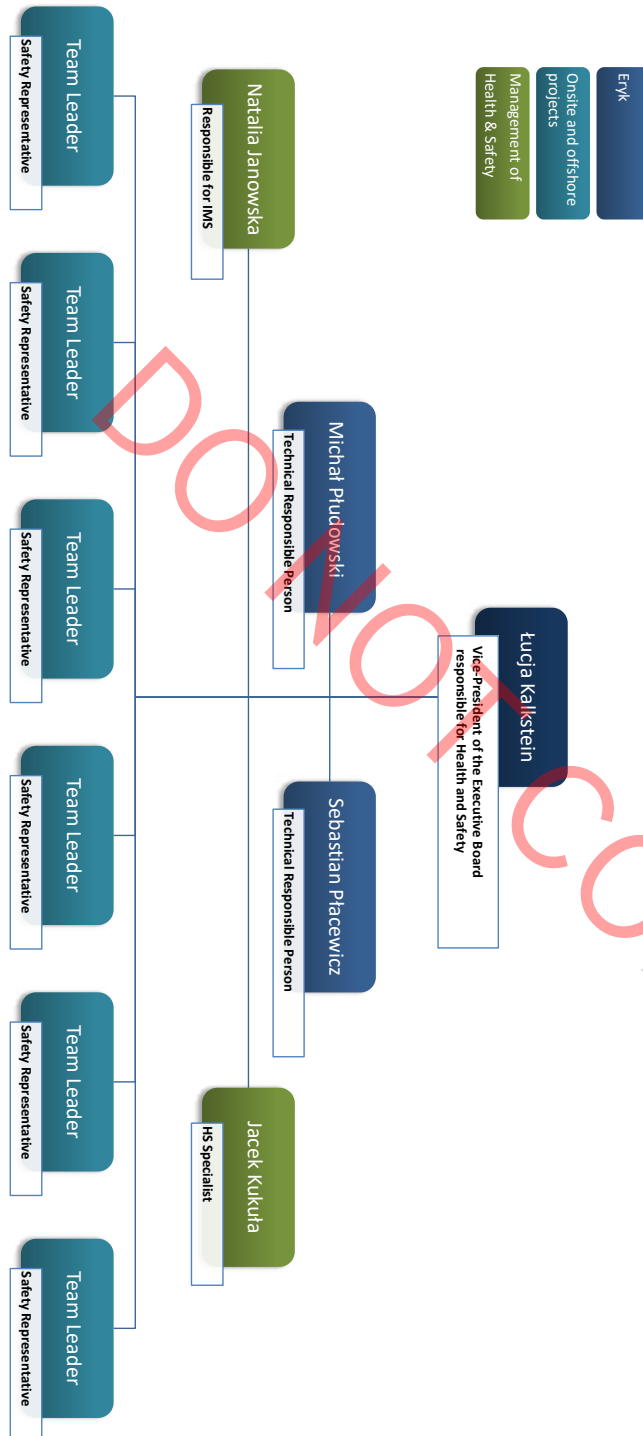 Eryk
Onsite and offshore
projects
Management of
Health & Safety
Łucja Kalkstein
Vice-President of the Executive Board
responsible for Health and Safety
Michał Płudowski
Technical Responsible Person
Sebastian Płacewicz
Technical Responsible Person
Natalia Janowska
Responsible for IMS
Jacek Kukuła
HS Specialist
Team Leader
Safety Representative
Team Leader
Safety Representative
Team Leader
Safety Representative
Team Leader
Safety Representative
Team Leader
Safety Representative
Team Leader
Safety Representative
DO NOT CO